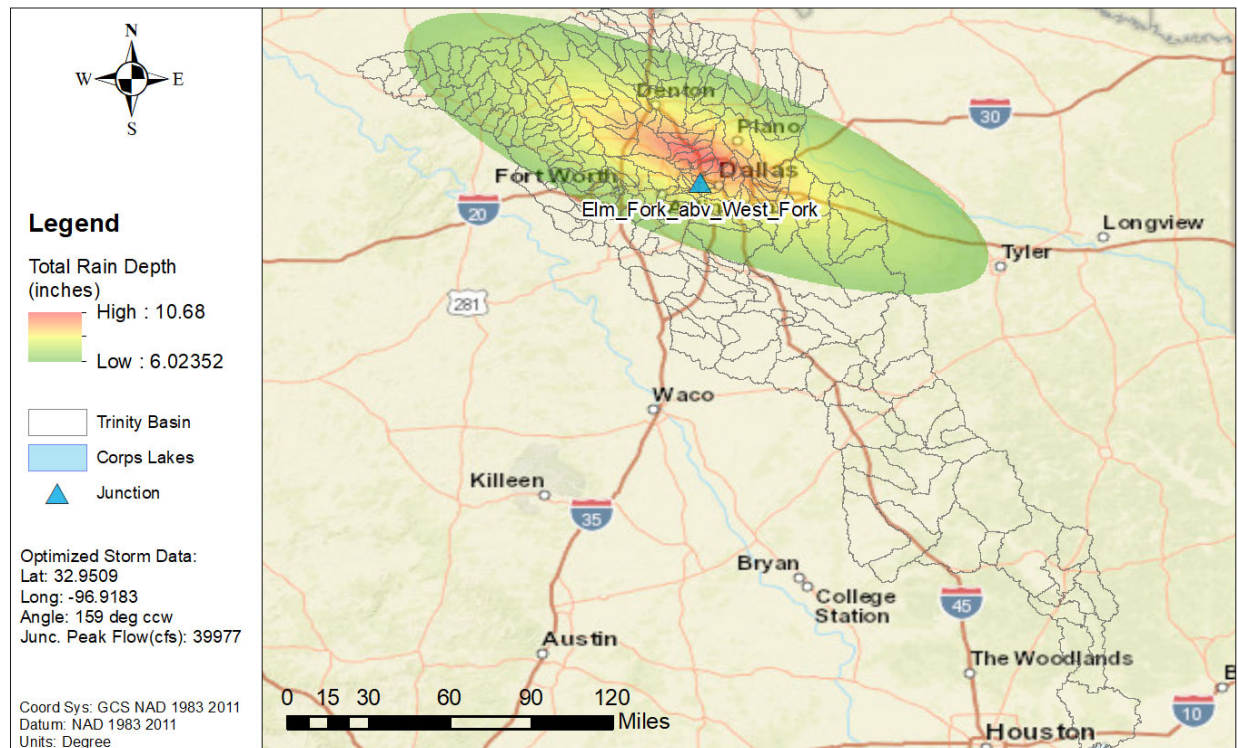 N
W
E
S
Legend
Total Rain Depth
(inches)
High : 10.68
Low : 6.02352
Trinity Basin
Corps Lakes
Junction
Optimized Storm Data:
Lat: 32.9509
Long: -96.9183
Angle: 159 deg ccw
Junc. Peak Flow(cfs): 39977
Coord Sys: GCS NAD 1983 2011
Datum: NAD 1983 2011
Units: Degree
Denton
30
Plano
Dallas
Fort Worth
Elm_Fork_abv_West_Fork
20
Longview
Tyler
281
Waco
Killeen
35
Bryan
College
Station
45
Austin
The Woodlands
B
10
Houston
0 15 30 60 90 120
Miles